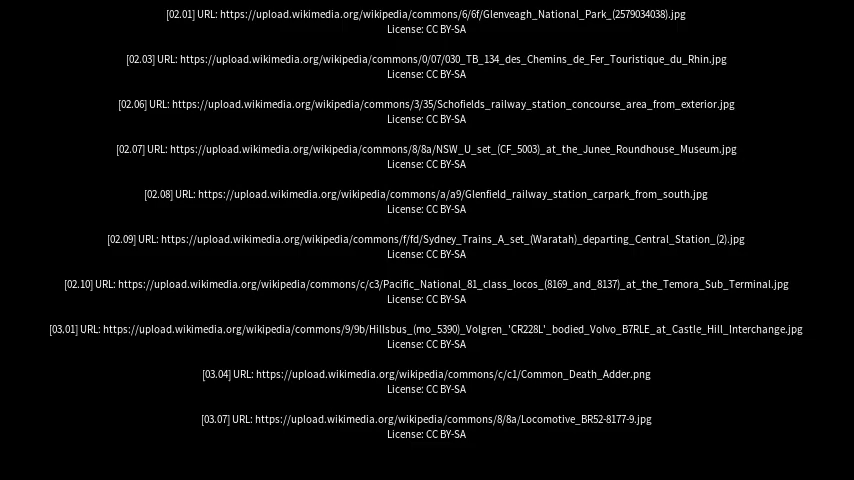 [02.01] URL: https://upload.wikimedia.org/wikipedia/commons/6/6f/Glenveagh_National_Park_(2579034038).jpg
License: CC BY-SA
[02.03] URL: https://upload.wikimedia.org/wikipedia/commons/0/07/030_TB_134_des_Chemins_de_Fer_Touristique_du_Rhin.jpg
License: CC BY-SA
[02.06] URL: https://upload.wikimedia.org/wikipedia/commons/3/35/Schofields_railway_station_concourse_area_from_exterior.jpg
License: CC BY-SA
[02.07] URL: https://upload.wikimedia.org/wikipedia/commons/8/8a/NSW_U_set_(CF_5003)_at_the_Junee_Roundhouse_Museum.jpg
License: CC BY-SA
[02.08] URL: https://upload.wikimedia.org/wikipedia/commons/a/a9/Glenfield_railway_station_carpark_from_south.jpg
License: CC BY-SA
[02.09] URL: https://upload.wikimedia.org/wikipedia/commons/f/fd/Sydney_Trains_A_set_(Waratah)_departing_Central_Station_(2).jpg
License: CC BY-SA
[02.10] URL: https://upload.wikimedia.org/wikipedia/commons/c/c3/Pacific_National_81_class_locos_(8169_and_8137)_at_the_Temora_Sub_Terminal.jpg
License: CC BY-SA
[03.01] URL: https://upload.wikimedia.org/wikipedia/commons/9/9b/Hillsbus_(mo_5390)_Volgren_'CR228L'_bodied_Volvo_B7RLE_at_Castle_Hill_Interchange.jpg
License: CC BY-SA
[03.04] URL: https://upload.wikimedia.org/wikipedia/commons/c/c1/Common_Death_Adder.png
License: CC BY-SA
[03.07] URL: https://upload.wikimedia.org/wikipedia/commons/8/8a/Locomotive_BR52-8177-9.jpg
License: CC BY-SA